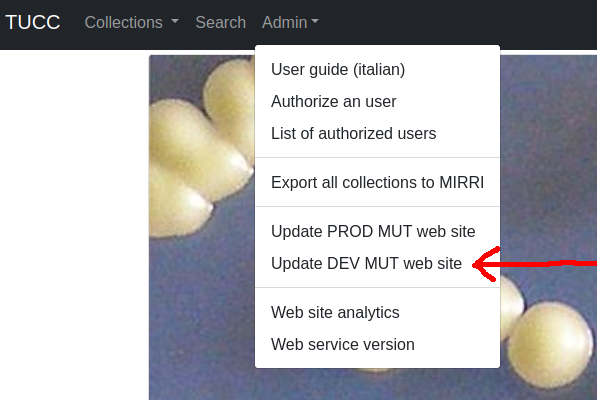 TUCC Collections Search Admin
User guide (italian)
Authorize an user
List of authorized users
Export all collections to MIRRI
Update PROD MUT web site
Update DEV MUT web site
Web site analytics
Web service version